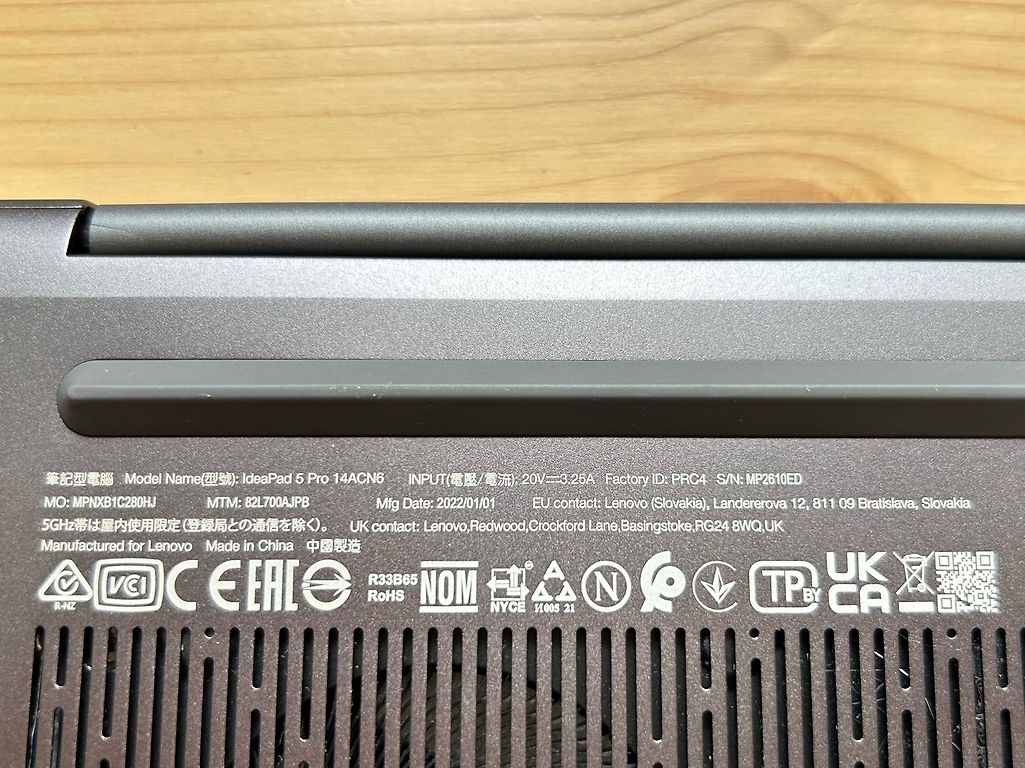 筆記型電腦 Model Name(型號): IdeaPad 5 Pro 14ACN6 INPUT(電壓/電流): 20V⎓3.25A Factory ID: PRC4 S/N: MP2610ED
MO: MPNXB1C280HJ MTM: 82L700AJPB Mfg Date: 2022/01/01 EU contact: Lenovo (Slovakia), Landererova 12, 811 09 Bratislava, Slovakia
5GHz帯は屋内使用限定(登録局との通信を除く)。 UK contact: Lenovo,Redwood,Crockford Lane,Basingstoke,RG24 8WQ,UK
Manufactured for Lenovo Made in China 中國製造
R-NZ VCCI CE EAC R33B65 RoHS NOM NYCE И005 21 N TP BY UK CA